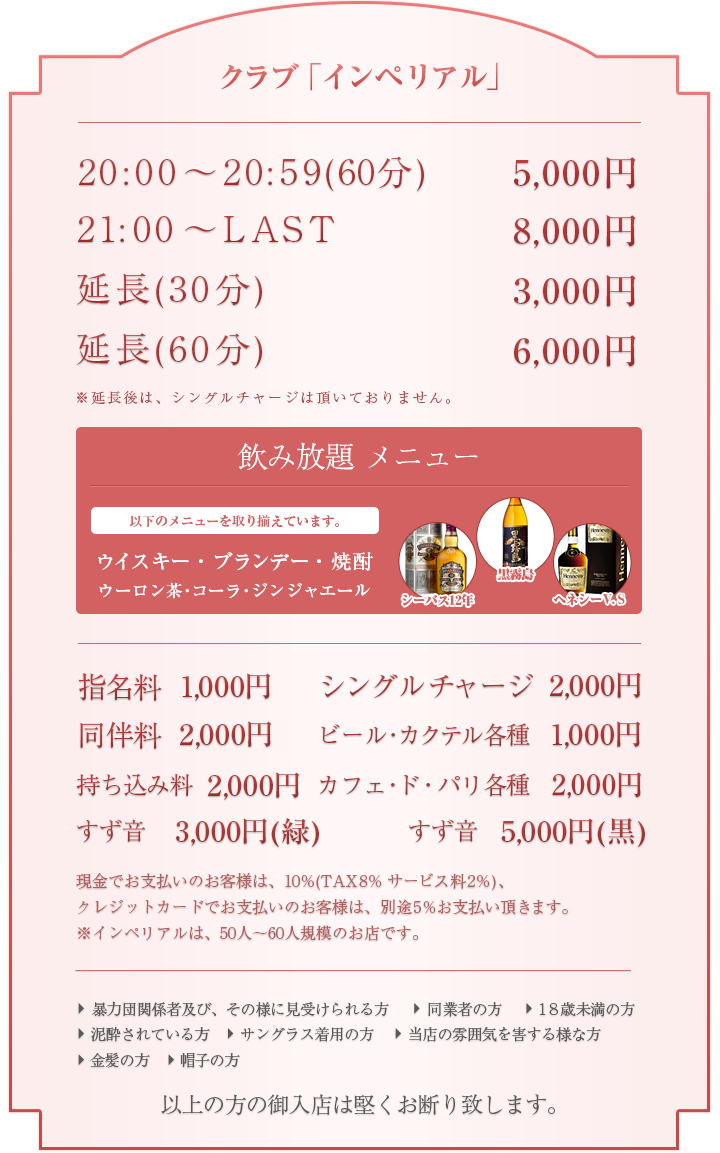 クラブ「インペリアル」
20:00～20:59(60分) 5,000円
21:00～LAST 8,000円
延長(30分) 3,000円
延長(60分) 6,000円
※延長後は、シングルチャージは頂いておりません。
飲み放題 メニュー
以下のメニューを取り揃えています。
ウイスキー・ブランデー・焼酎
ウーロン茶・コーラ・ジンジャエール
シーバス12年
黒霧島
ヘネシーV.S
Hennessy
指名料 1,000円 シングルチャージ 2,000円
同伴料 2,000円 ビール・カクテル各種 1,000円
持ち込み料 2,000円 カフェ・ド・パリ各種 2,000円
すず音 3,000円(緑) すず音 5,000円(黒)
現金でお支払いのお客様は、10%(TAX8% サービス料2%)、
クレジットカードでお支払いのお客様は、別途5%お支払い頂きます。
※インペリアルは、50人～60人規模のお店です。
暴力団関係者及び、その様に見受けられる方 同業者の方 18歳未満の方
泥酔されている方 サングラス着用の方 当店の雰囲気を害する様な方
金髪の方 帽子の方
以上の方の御入店は堅くお断り致します。